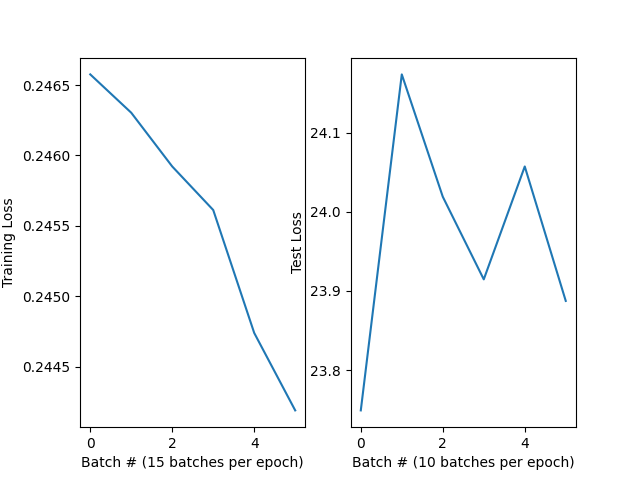 Training Loss
0.2465
0.2460
0.2455
0.2450
0.2445
0 2 4
Batch # (15 batches per epoch)
Test Loss
24.1
24.0
23.9
23.8
0 2 4
Batch # (10 batches per epoch)